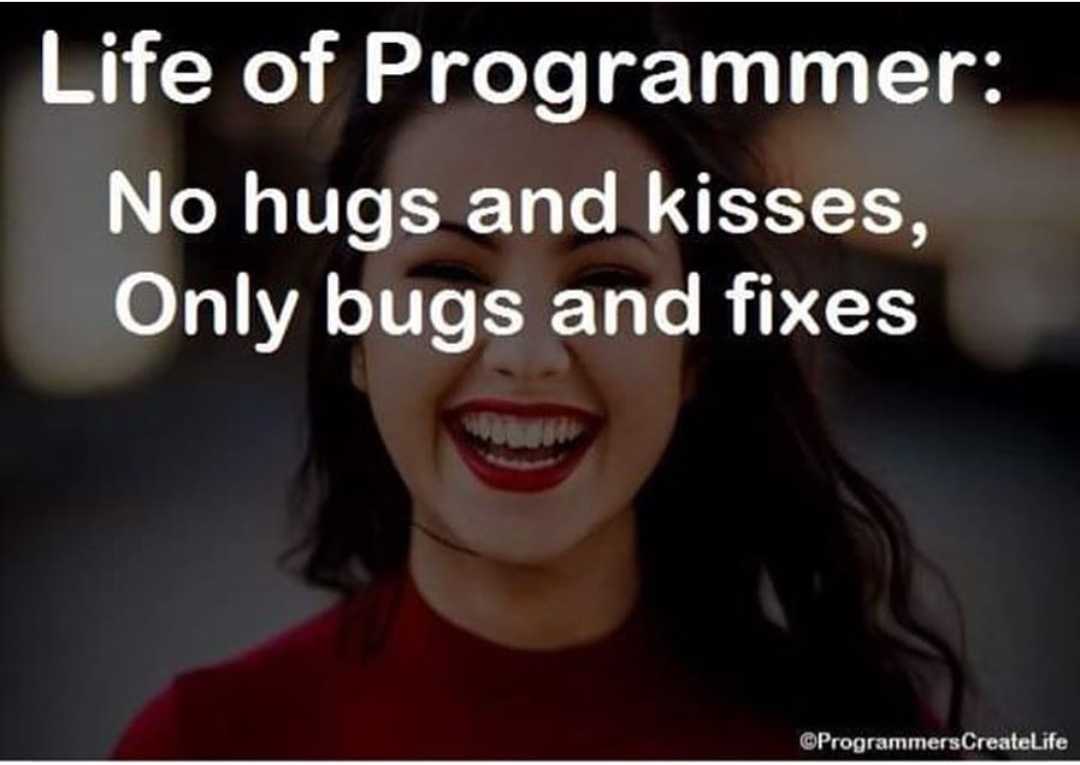 Life of Programmer:
No hugs and kisses,
Only bugs and fixes
©ProgrammersCreateLife